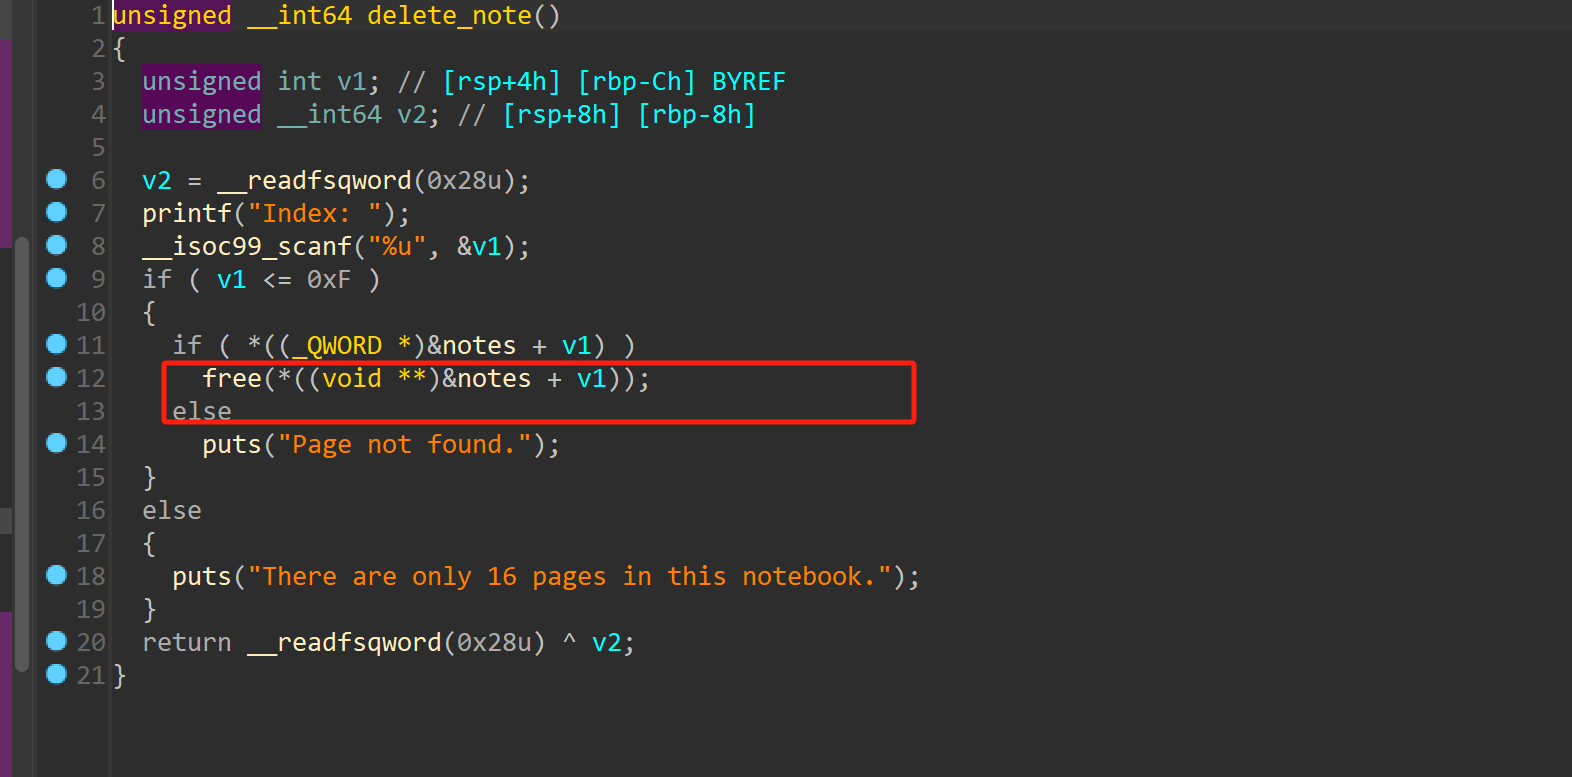 1 unsigned __int64 delete_note()
2 {
3   unsigned int v1; // [rsp+4h] [rbp-Ch] BYREF
4   unsigned __int64 v2; // [rsp+8h] [rbp-8h]
5
6   v2 = __readfsqword(0x28u);
7   printf("Index: ");
8   __isoc99_scanf("%u", &v1);
9   if ( v1 <= 0xF )
10   {
11     if ( *((_QWORD *)&notes + v1) )
12       free(*((void **)&notes + v1));
13     else
14       puts("Page not found.");
15   }
16   else
17   {
18     puts("There are only 16 pages in this notebook.");
19   }
20   return __readfsqword(0x28u) ^ v2;
21 }